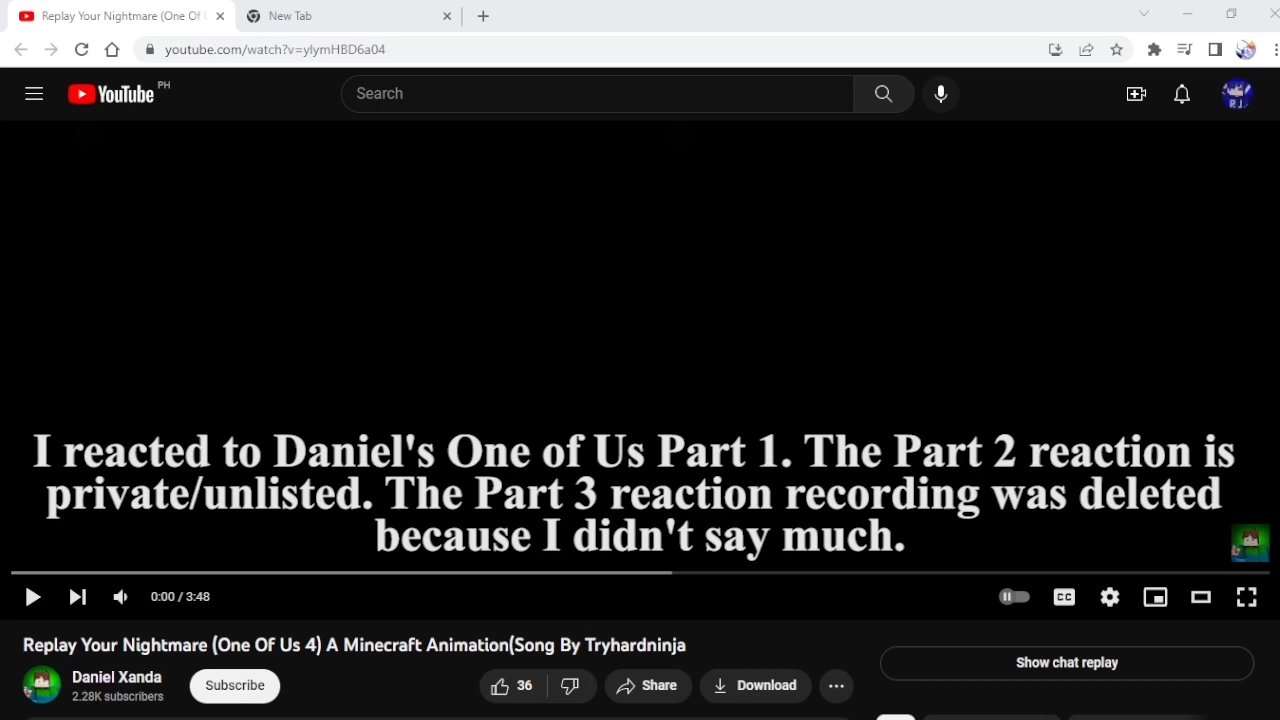 Replay Your Nightmare (One Of U
New Tab
youtube.com/watch?v=yIymHBD6a04
YouTube PH
Search
R.J.
I reacted to Daniel's One of Us Part 1. The Part 2 reaction is
private/unlisted. The Part 3 reaction recording was deleted
because I didn't say much.
0:00 / 3:48
CC
Replay Your Nightmare (One Of Us 4) A Minecraft Animation(Song By Tryhardninja
Daniel Xanda
2.28K subscribers
Subscribe
36
Share
Download
Show chat replay